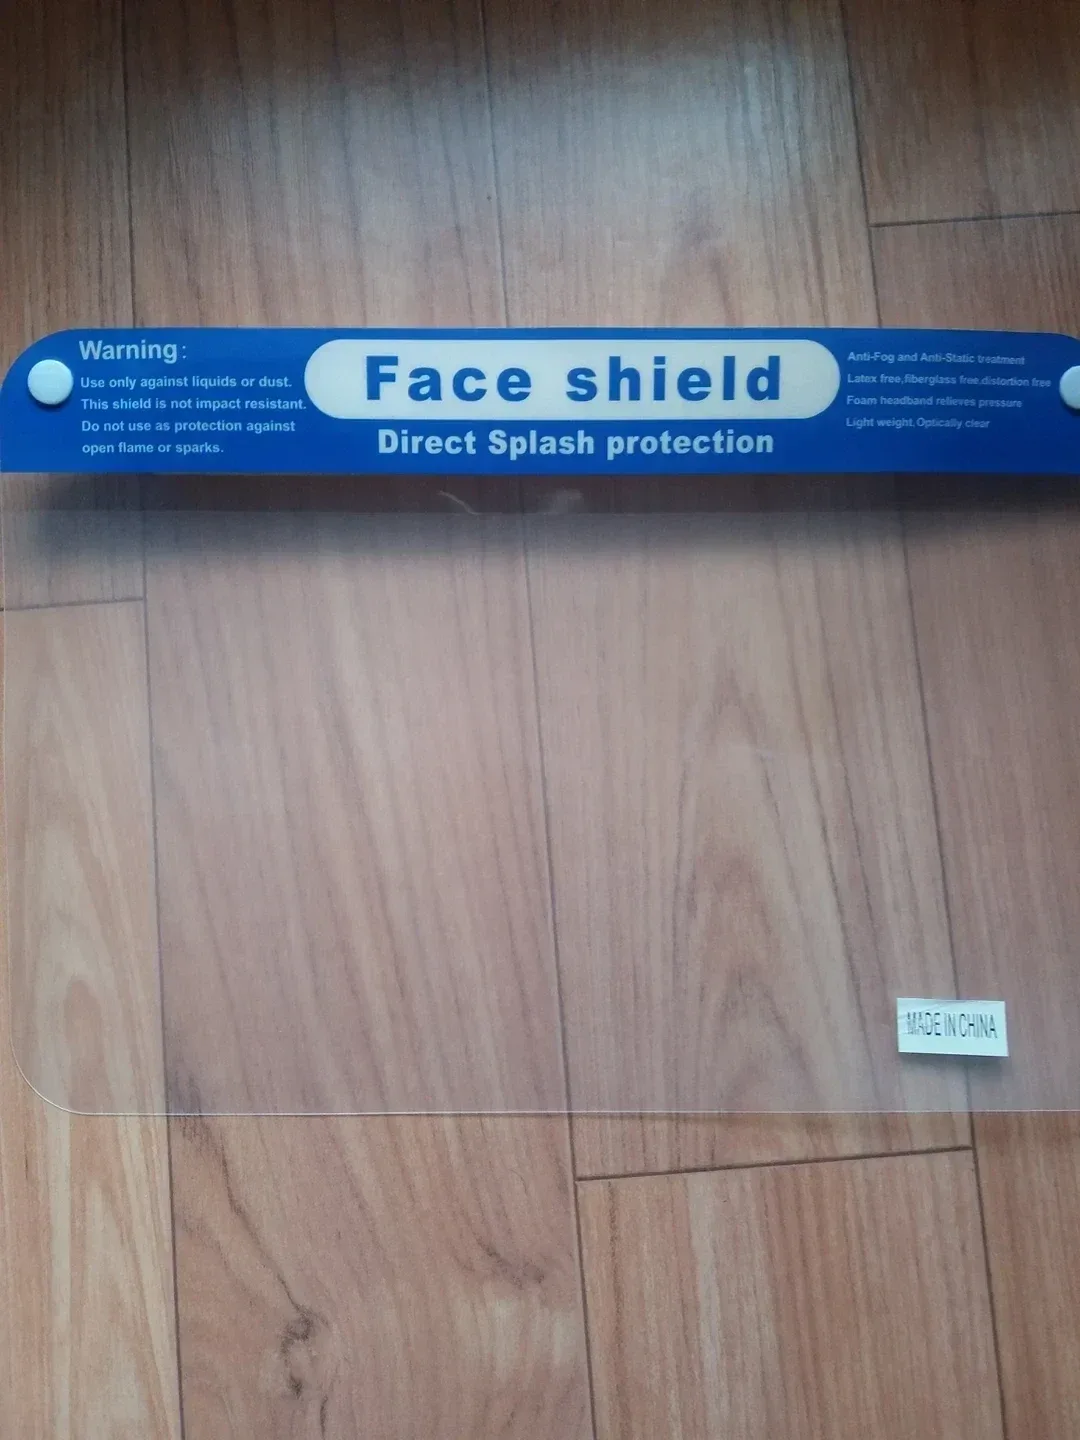 Warning:
Use only against liquids or dust.
This shield is not impact resistant.
Do not use as protection against
open flame or sparks.
Face shield
Direct Splash protection
Anti-Fog and Anti-Static treatment
Latex free,fiberglass free,distortion free
Foam headband relieves pressure
Light weight, Optically clear
MADE IN CHINA